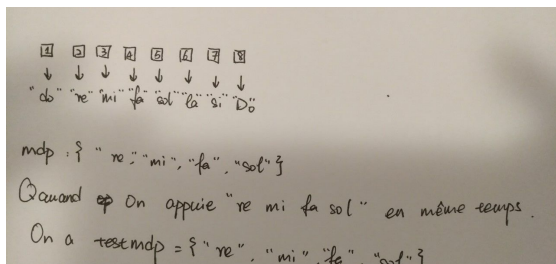 1 2 3 4 5 6 7 8
↓ ↓ ↓ ↓ ↓ ↓ ↓ ↓
"do" "re" "mi" "fa" "sol" "la" "si" "Do"
mdp : { "re", "mi", "fa", "sol" }
Qauand On appuie "re mi fa sol" en même temps.
On a testmdp = { "re", "mi", "fa", "sol" }